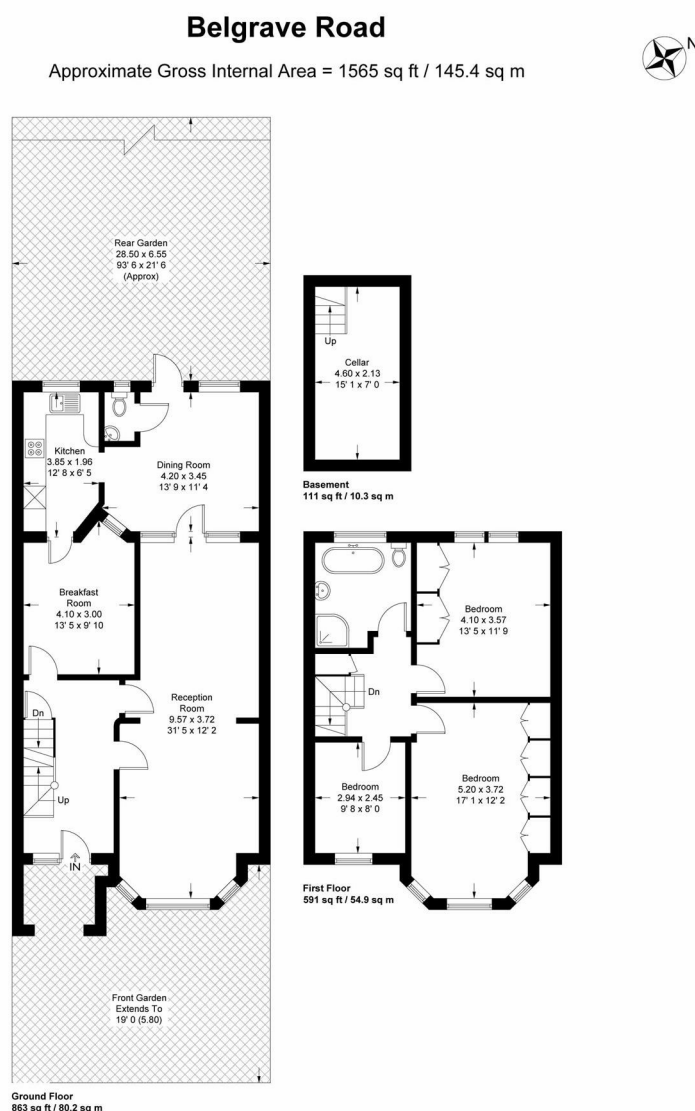 Belgrave Road
N
Approximate Gross Internal Area = 1565 sq ft / 145.4 sq m
Rear Garden
28.50 x 6.55
93' 6 x 21' 6
(Approx)
Up
Cellar
4.60 x 2.13
15' 1 x 7' 0
Basement
111 sq ft / 10.3 sq m
Kitchen
3.85 x 1.96
12' 8 x 6' 5
Dining Room
4.20 x 3.45
13' 9 x 11' 4
Breakfast
Room
4.10 x 3.00
13' 5 x 9' 10
Reception
Room
9.57 x 3.72
31' 5 x 12' 2
Dn
Up
IN
Front Garden
Extends To
19' 0 (5.80)
Ground Floor
863 sq ft / 80.2 sq m
Bedroom
4.10 x 3.57
13' 5 x 11' 9
Dn
Bedroom
2.94 x 2.45
9' 8 x 8' 0
Bedroom
5.20 x 3.72
17' 1 x 12' 2
First Floor
591 sq ft / 54.9 sq m